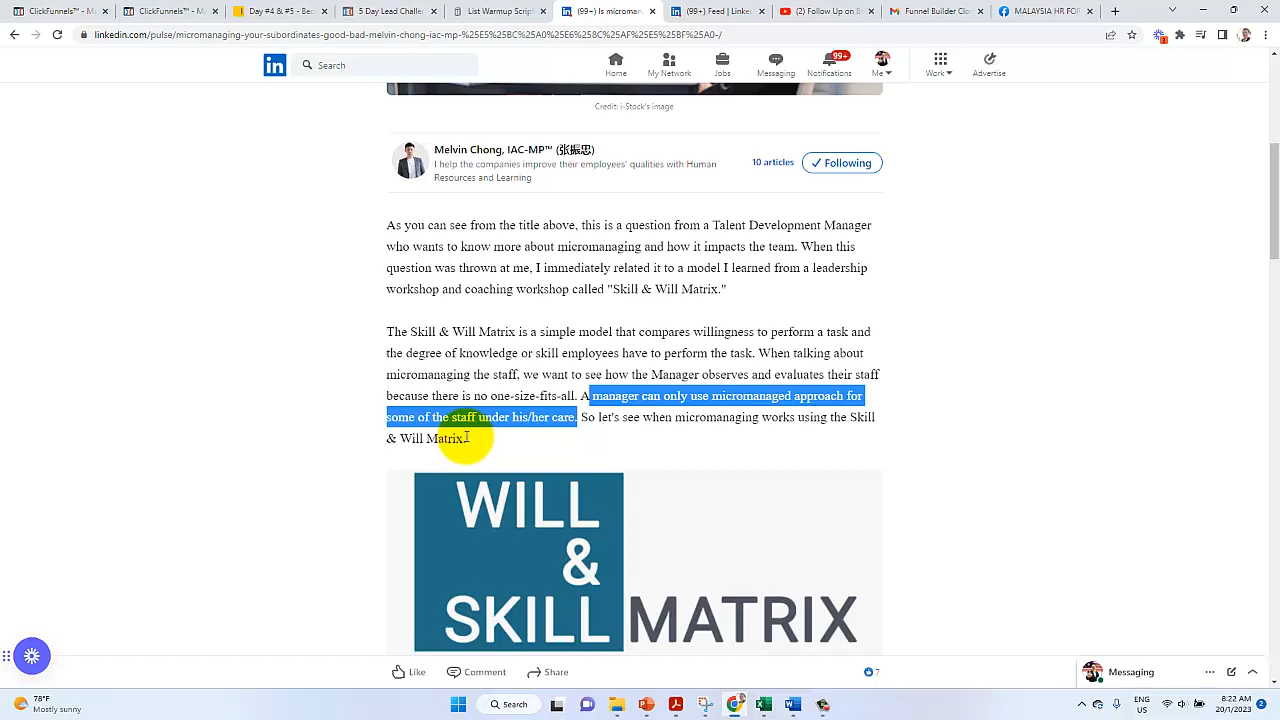 ClickFunnels™ - M
ClickFunnels™ - Ma
Day #4 & #5 - Bec
5 Day Lead Challe
List Warmup Script
(99+) microman
(99+) Feed | Linked
(2) Follow Up on B
Funnel Builder Clo
MALAYSIA HR FOR
linkedin.com/pulse/micromanaging-your-subordinates-good-bad-melvin-chong-iac-mp-%25E5%25BC%25A0%25E6%258C%25AF%25E5%25BF%25A0-/
in
Search
Home
My Network
Jobs
Messaging
99+
Notifications
Me
Work
Advertise
Credit: i-Stock's image
Melvin Chong, IAC-MP™ (张振忠)
I help the companies improve their employees' qualities with Human
Resources and Learning
10 articles
Following
As you can see from the title above, this is a question from a Talent Development Manager
who wants to know more about micromanaging and how it impacts the team. When this
question was thrown at me, I immediately related it to a model I learned from a leadership
workshop and coaching workshop called "Skill & Will Matrix."
The Skill & Will Matrix is a simple model that compares willingness to perform a task and
the degree of knowledge or skill employees have to perform the task. When talking about
micromanaging the staff, we want to see how the Manager observes and evaluates their staff
because there is no one-size-fits-all. A manager can only use micromanaged approach for
some of the staff under his/her care. So let's see when micromanaging works using the Skill
& Will Matrix.
WILL
&
SKILL MATRIX
Like
Comment
Share
7
Messaging
78°F
Mostly sunny
Search
ENG
US
8:22 AM
20/1/2023